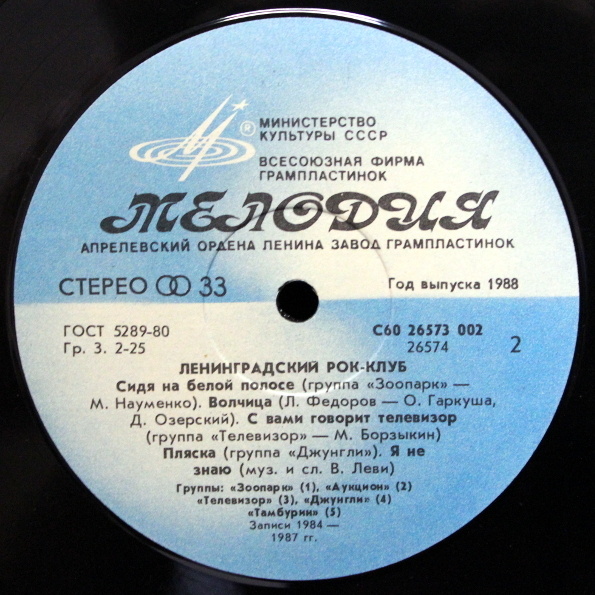 МИНИСТЕРСТВО
КУЛЬТУРЫ СССР
®
ВСЕСОЮЗНАЯ ФИРМА
ГРАМПЛАСТИНОК
МЕЛОДИЯ
АПРЕЛЕВСКИЙ ОРДЕНА ЛЕНИНА ЗАВОД ГРАМПЛАСТИНОК
СТЕРЕО 33
Год выпуска 1988
ГОСТ 5289-80
Гр. 3. 2-25
С60 26573 002
26574
2
ЛЕНИНГРАДСКИЙ РОК-КЛУБ
Сидя на белой полосе (группа «Зоопарк» —
М. Науменко). Волчица (Л. Федоров — О. Гаркуша,
Д. Озерский). С вами говорит телевизор
(группа «Телевизор» — М. Борзыкин)
Пляска (группа «Джунгли»). Я не
знаю (муз. и сл. В. Леви)
Группы: «Зоопарк» (1), «Аукцион» (2)
«Телевизор» (3), «Джунгли» (4)
«Тамбурин» (5)
Записи 1984 —
1987 гг.